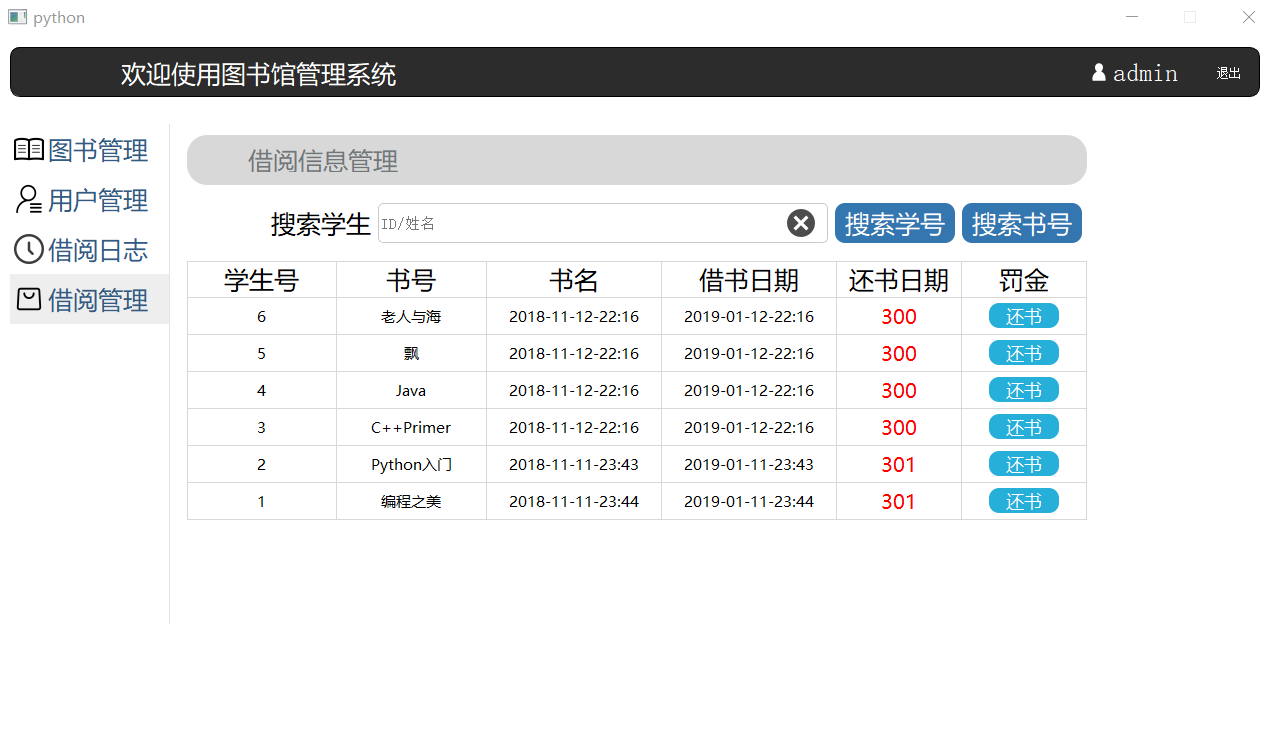 python
欢迎使用图书馆管理系统 admin 退出
图书管理
用户管理
借阅日志
借阅管理
借阅信息管理
搜索学生 ID/姓名 搜索学号 搜索书号
学生号 书号 书名 借书日期 还书日期 罚金
6 老人与海 2018-11-12-22:16 2019-01-12-22:16 300 还书
5 飘 2018-11-12-22:16 2019-01-12-22:16 300 还书
4 Java 2018-11-12-22:16 2019-01-12-22:16 300 还书
3 C++Primer 2018-11-12-22:16 2019-01-12-22:16 300 还书
2 Python入门 2018-11-11-23:43 2019-01-11-23:43 301 还书
1 编程之美 2018-11-11-23:44 2019-01-11-23:44 301 还书